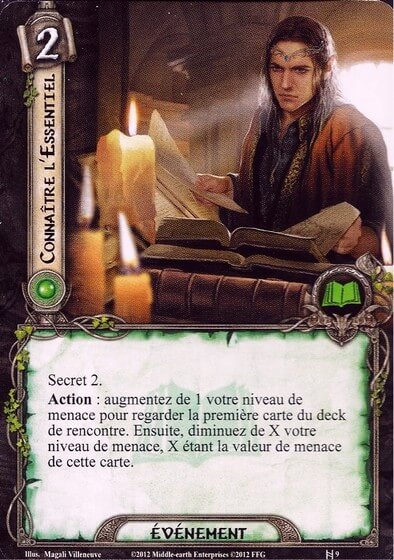 2
CONNAÎTRE L'ESSENTIEL
Secret 2.
Action : augmentez de 1 votre niveau de
menace pour regarder la première carte du deck
de rencontre. Ensuite, diminuez de X votre
niveau de menace, X étant la valeur de menace
de cette carte.
ÉVÉNEMENT
Illus. Magali Villeneuve ©2012 Middle-earth Enterprises ©2012 FFG 9